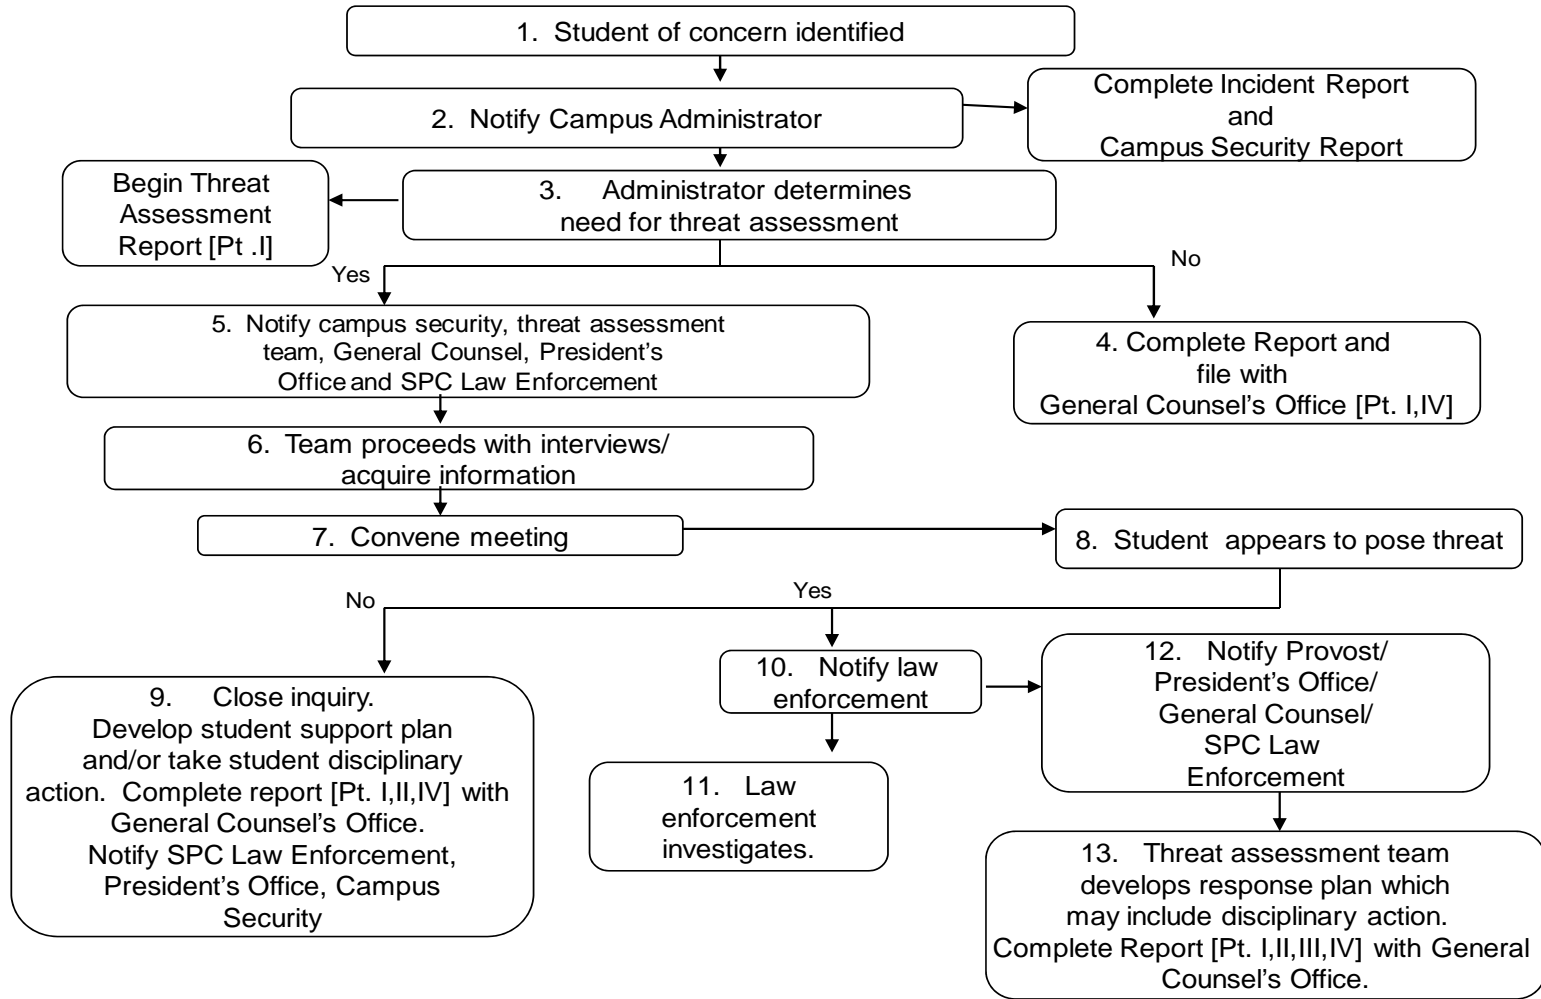 1. Student of concern identified
2. Notify Campus Administrator
Complete Incident Report
and
Campus Security Report
Begin Threat
Assessment
Report [Pt .I]
3. Administrator determines
need for threat assessment
Yes
No
5. Notify campus security, threat assessment
team, General Counsel, President's
Office and SPC Law Enforcement
4. Complete Report and
file with
General Counsel's Office [Pt. I,IV]
6. Team proceeds with interviews/
acquire information
7. Convene meeting
8. Student appears to pose threat
No
Yes
9. Close inquiry.
Develop student support plan
and/or take student disciplinary
action. Complete report [Pt. I,II,IV] with
General Counsel's Office.
Notify SPC Law Enforcement,
President's Office, Campus
Security
10. Notify law
enforcement
11. Law
enforcement
investigates.
12. Notify Provost/
President's Office/
General Counsel/
SPC Law
Enforcement
13. Threat assessment team
develops response plan which
may include disciplinary action.
Complete Report [Pt. I,II,III,IV] with General
Counsel's Office.